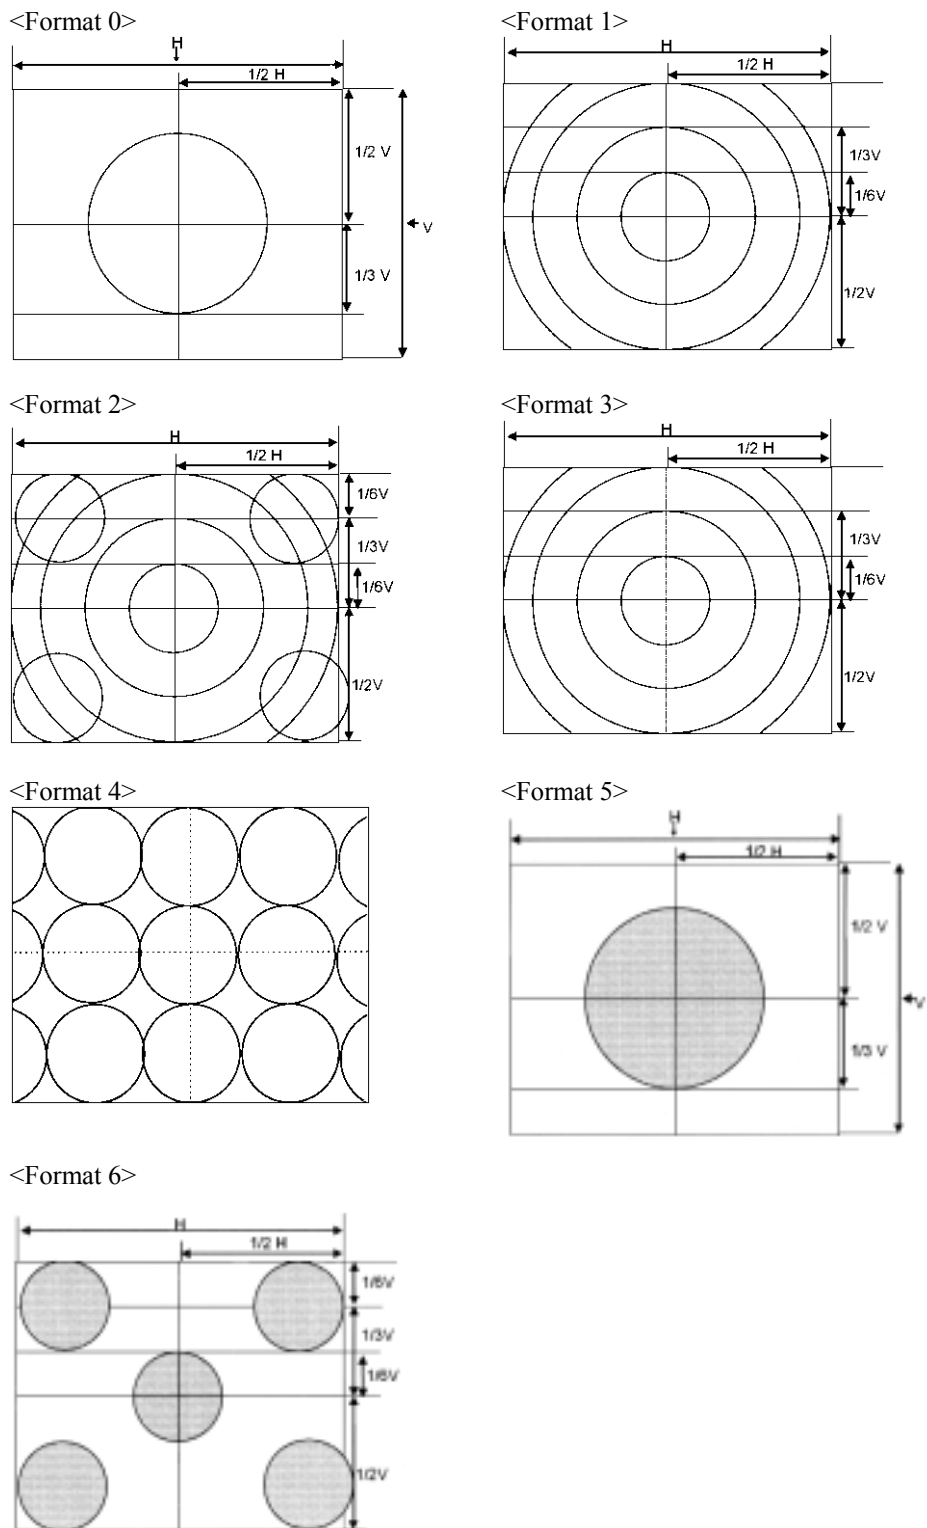 <Format 0>
H
1/2 H
1/2 V
V
1/3 V
<Format 1>
H
1/2 H
1/3V
1/6V
1/2V
<Format 2>
H
1/2 H
1/6V
1/3V
1/6V
1/2V
<Format 3>
H
1/2 H
1/3V
1/6V
1/2V
<Format 4>
<Format 5>
H
1/2 H
1/2 V
V
1/3 V
<Format 6>
H
1/2 H
1/6V
1/3V
1/6V
1/2V